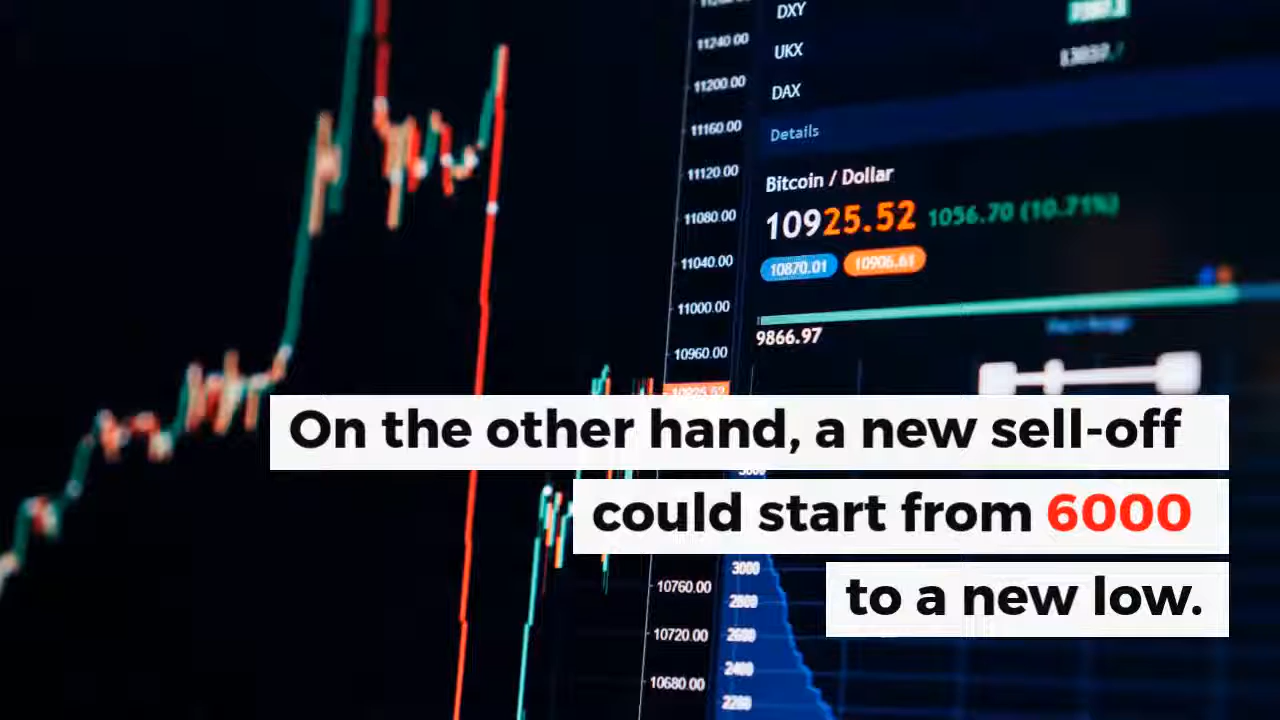 DXY
11240.00
UKX
11200.00
DAX
11160.00
Details
11120.00
Bitcoin / Dollar
11080.00
10925.52 1056.70 (10.71%)
11040.00
10870.01 10906.61
11000.00
9866.97
10960.00
10925.52
On the other hand, a new sell-off
could start from 6000
to a new low.
3000
10760.00
2800
10720.00
2600
2400
10680.00
2200